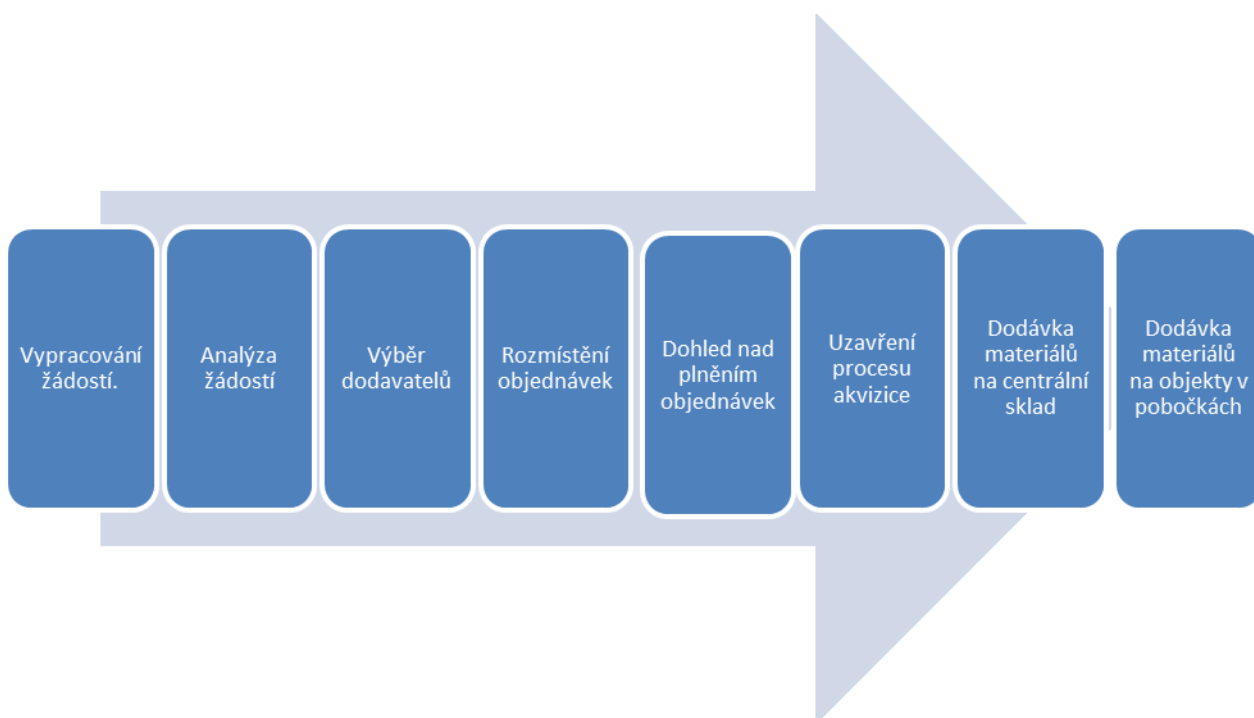 Vypracování
žádostí.
Analýza
žádostí
Výběr
dodavatelů
Rozmístění
objednávek
Dohled nad
plněním
objednávek
Uzavření
procesu
akvizice
Dodávka
materiálů
na centrální
sklad
Dodávka
materiálů
na objekty v
pobočkách